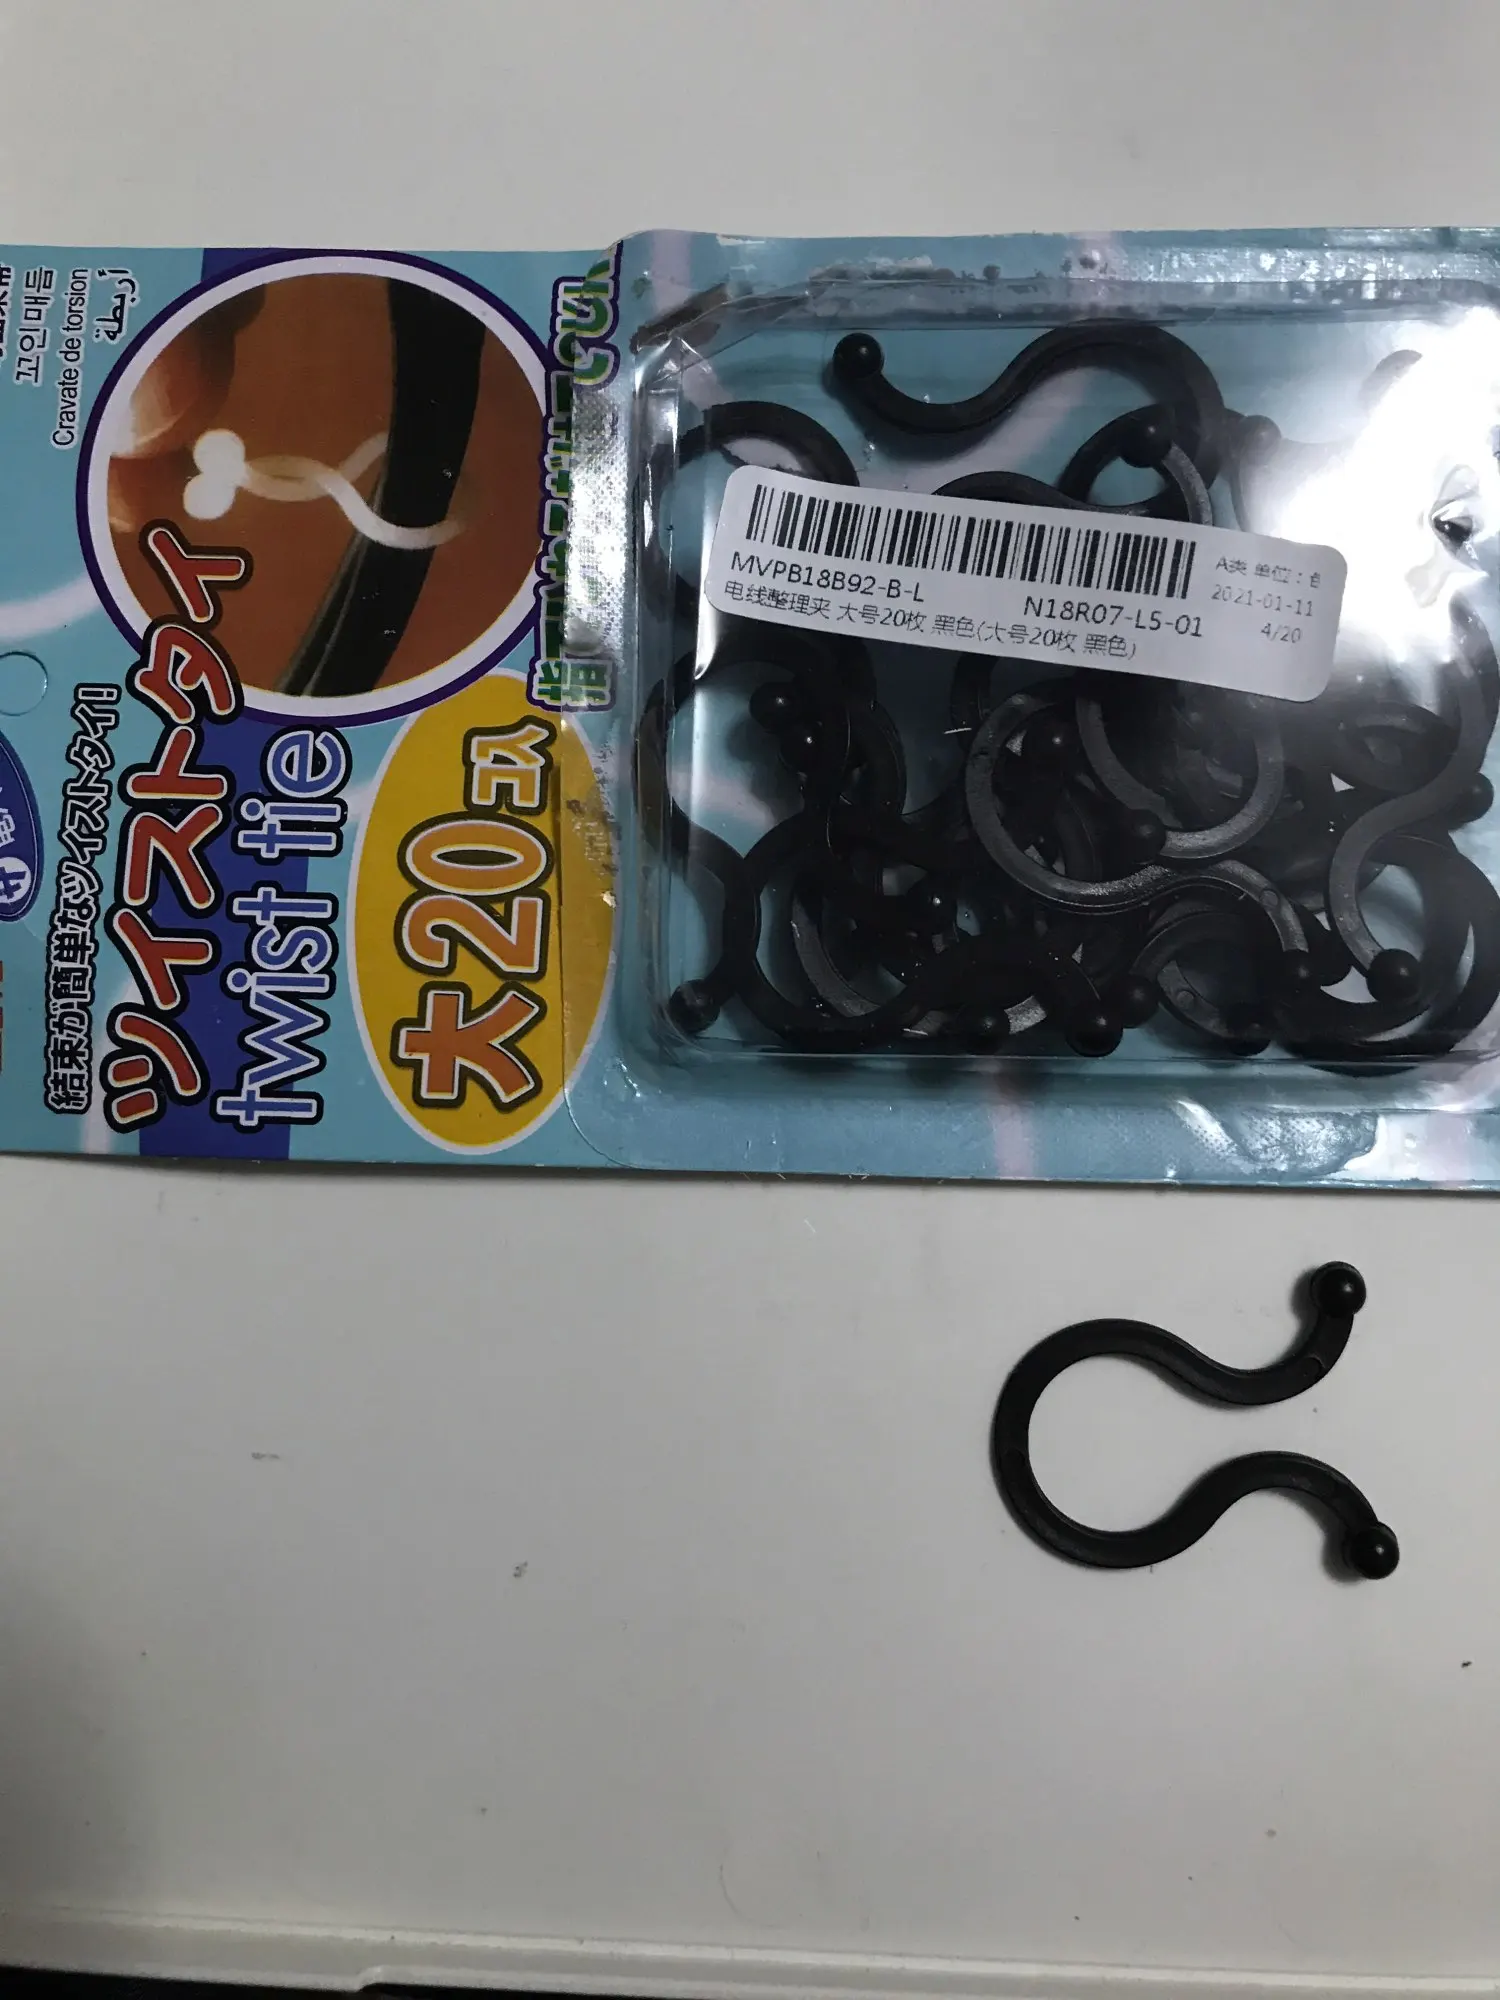 꼬인매듭
Cravate de torsion
أربطة
結束が簡単なツイストタイ!
ツイストタイ
twist tie
大20コ入
MVPB18B92-B-L
N18R07-L5-01
电线整理夹 大号20枚 黑色(大号20枚 黑色)
A类 单位:
2021-01-11
4/20